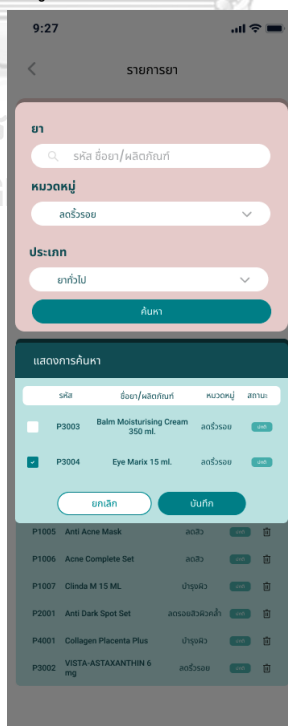 9:27
รายการยา
ยา
รหัส ชื่อยา/ผลิตภัณฑ์
หมวดหมู่
ลดริ้วรอย
ประเภท
ยาทั่วไป
ค้นหา
แสดงการค้นหา
รหัส ชื่อยา/ผลิตภัณฑ์ หมวดหมู่ สถานะ
P3003 Balm Moisturising Cream 350 ml. ลดริ้วรอย ปกติ
P3004 Eye Marix 15 ml. ลดริ้วรอย ปกติ
ยกเลิก บันทึก
P1005 Anti Acne Mask ลดสิว
P1006 Acne Complete Set ลดสิว
P1007 Clinda M 15 ML บำรุงผิว
P2001 Anti Dark Spot Set ลดรอยสิวผิวคล้ำ
P4001 Collagen Placenta Plus บำรุงผิว
P3002 VISTA-ASTAXANTHIN 6 mg ลดริ้วรอย